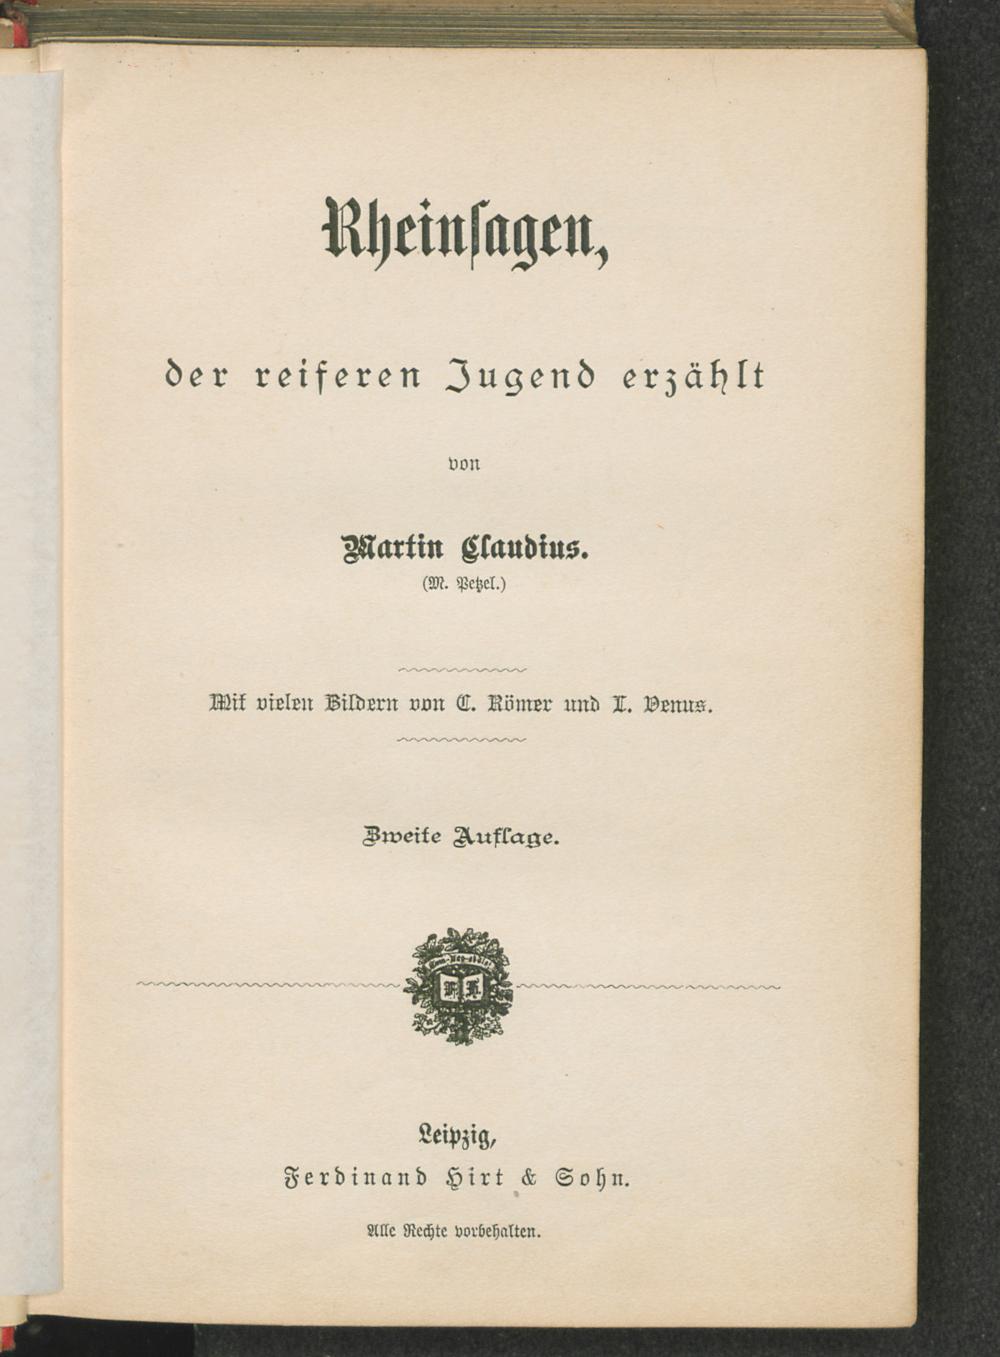 Rheinſagen,
der reiferen Jugend erzählt
von
Martin Claudius.
(M. Petzel.)
Mit vielen Bildern von C. Römer und L. Venus.
Zweite Auflage.
F. H.
Leipzig,
Ferdinand Hirt & Sohn.
Alle Rechte vorbehalten.